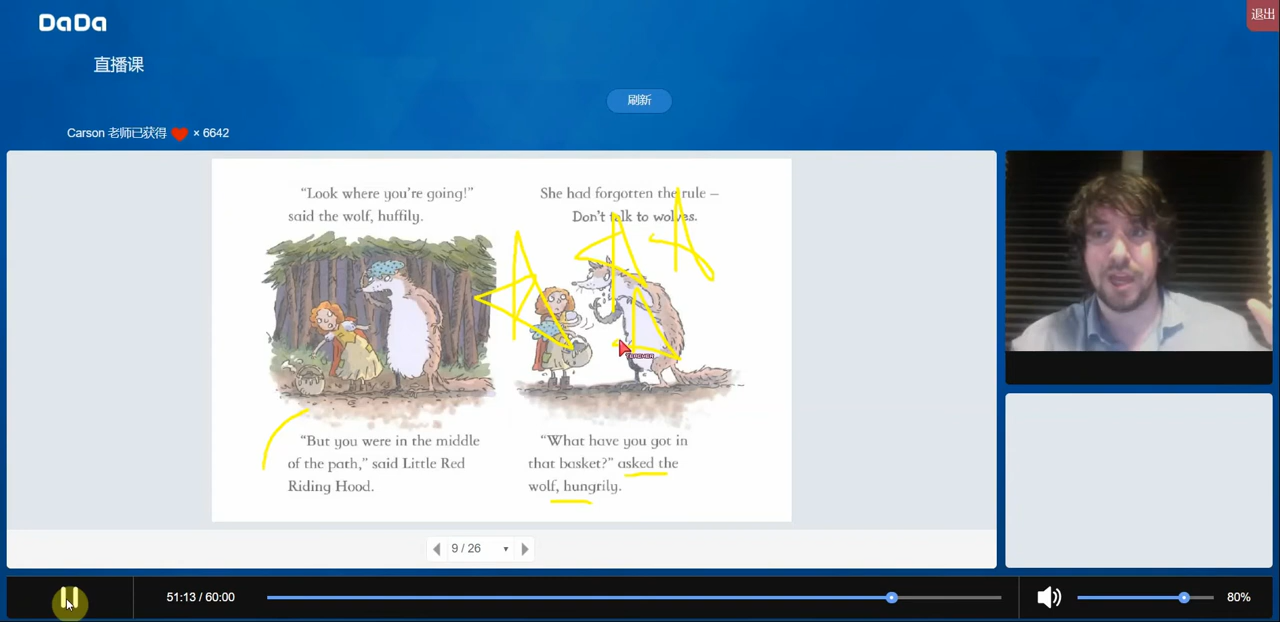 DaDa
退出
直播课
刷新
Carson 老师已获得 × 6642
“Look where you’re going!”
said the wolf, huffily.
“But you were in the middle
of the path,” said Little Red
Riding Hood.
She had forgotten the rule –
Don’t talk to wolves.
“What have you got in
that basket?” asked the
wolf, hungrily.
TEACHER
9 / 26
51:13 / 60:00
80%